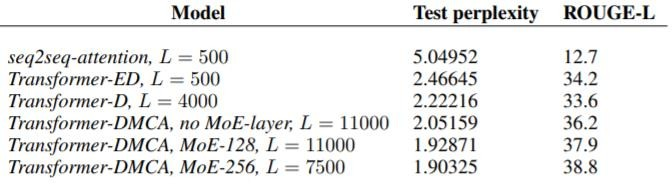 Model Test perplexity ROUGE-L
seq2seq-attention, L = 500 5.04952 12.7
Transformer-ED, L = 500 2.46645 34.2
Transformer-D, L = 4000 2.22216 33.6
Transformer-DMCA, no MoE-layer, L = 11000 2.05159 36.2
Transformer-DMCA, MoE-128, L = 11000 1.92871 37.9
Transformer-DMCA, MoE-256, L = 7500 1.90325 38.8